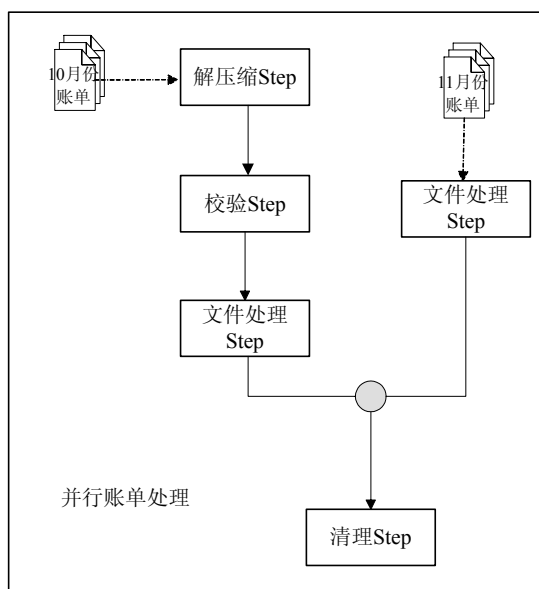 10月份
账单
解压缩Step
11月份
账单
校验Step
文件处理
Step
文件处理
Step
并行账单处理
清理Step